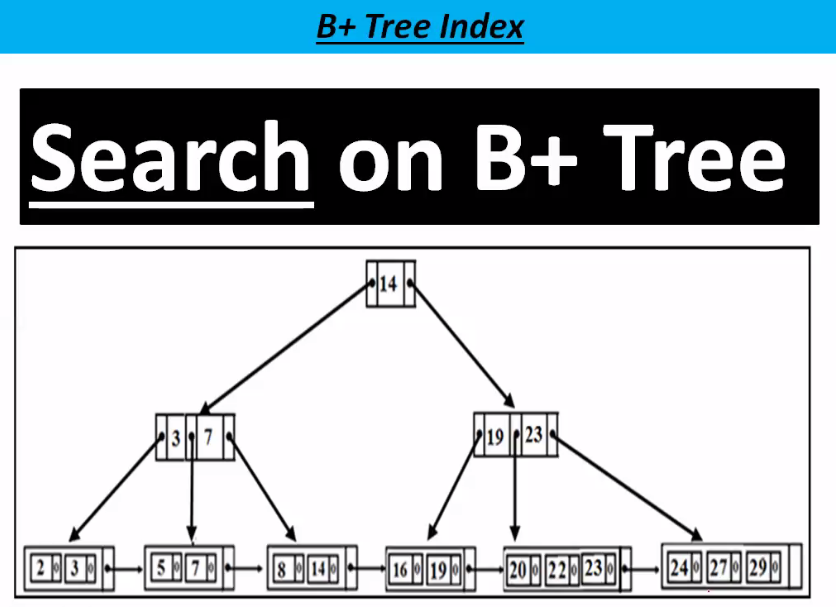 B+ Tree Index
Search on B+ Tree
14
3 7
19 23
2 3 5 7 8 14 16 19 20 22 23 24 27 29